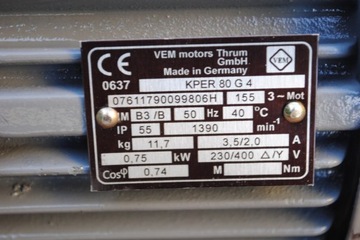 VEM motors Thurm
GmbH
Made in Germany
VEM
CE
0637 KPER 80 G 4
07611790099806H 155 3~Mot
IM B3/B 50 Hz 40 °C
IP 55 1390 min-1
kg 11,7 3,5/2,0 A
0,75 kW 230/400 △/Y V
Cosφ 0,74 M Nm